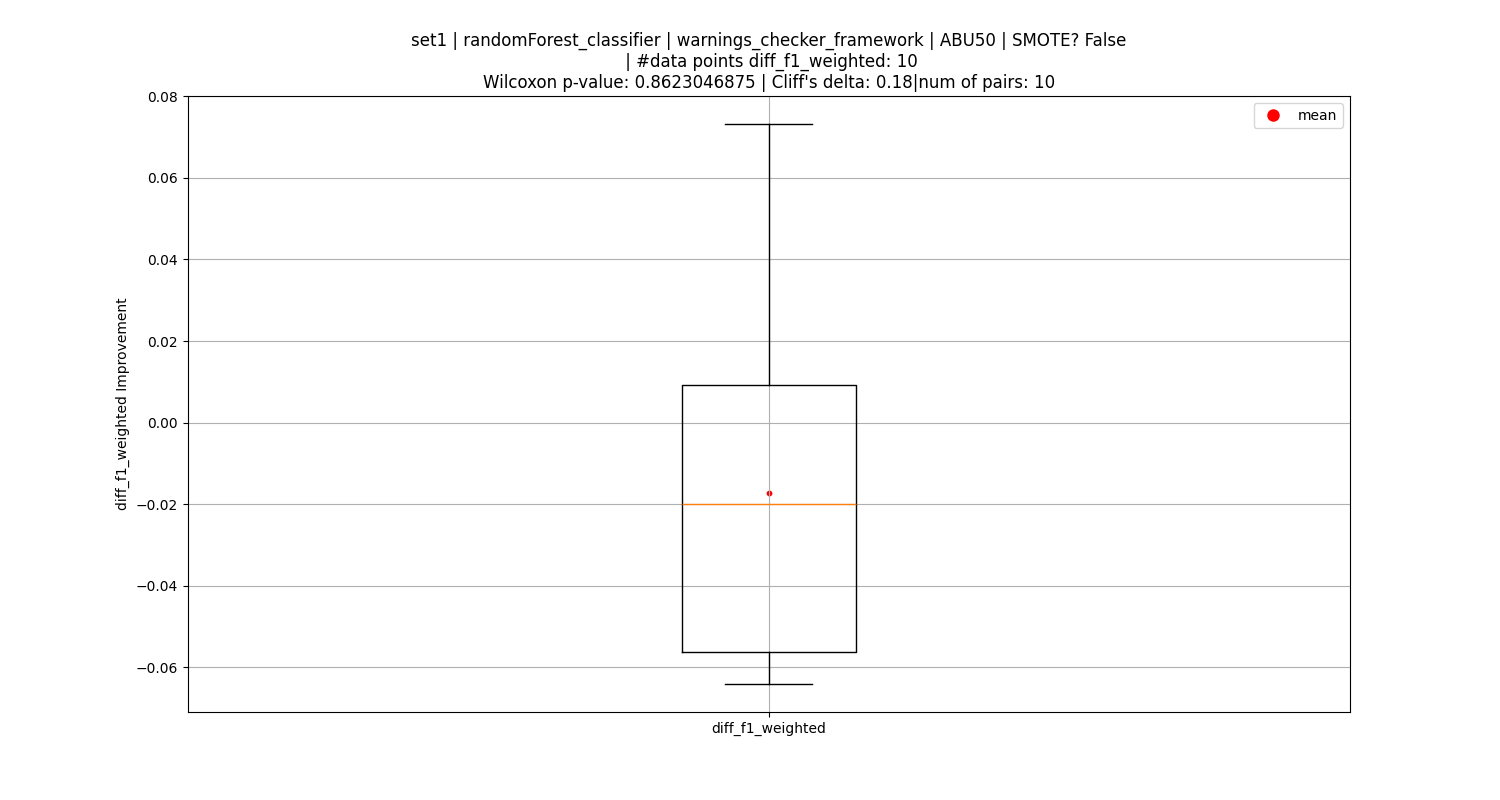 set1 | randomForest_classifier | warnings_checker_framework | ABU50 | SMOTE? False
| #data points diff_f1_weighted: 10
Wilcoxon p-value: 0.8623046875 | Cliff's delta: 0.18|num of pairs: 10
mean
0.08
0.06
0.04
0.02
0.00
−0.02
−0.04
−0.06
diff_f1_weighted Improvement
diff_f1_weighted